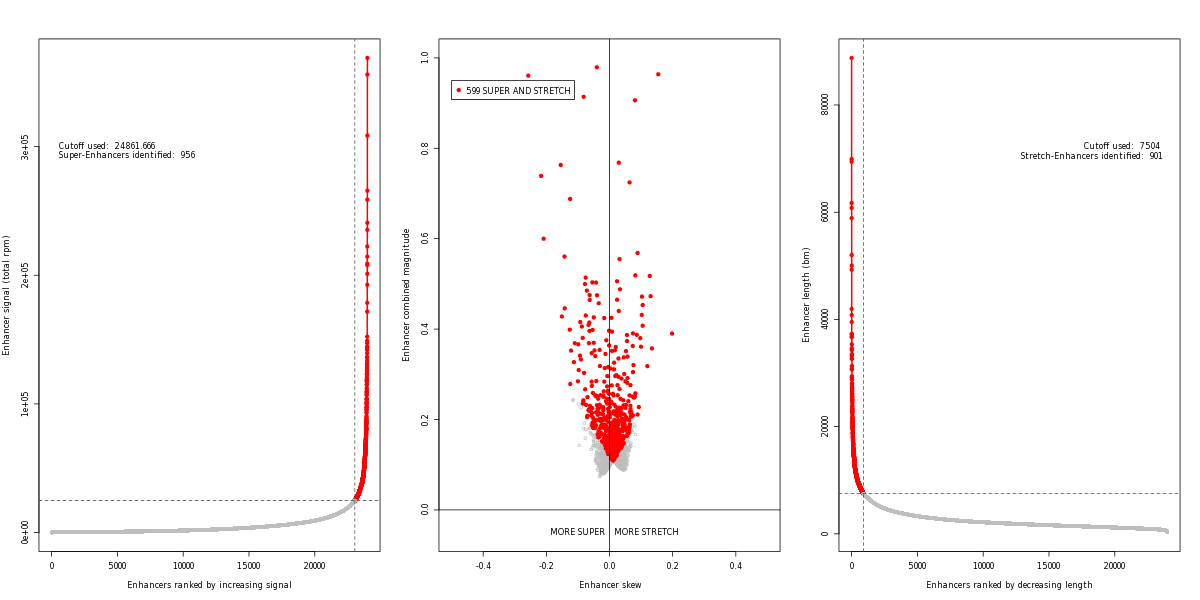 Cutoff used: 24861.666
Super-Enhancers identified: 956
Enhancer signal (total rpm)
0e+00
1e+05
2e+05
3e+05
0 5000 10000 15000 20000
Enhancers ranked by increasing signal
599 SUPER AND STRETCH
Enhancer combined magnitude
0.0
0.2
0.4
0.6
0.8
1.0
MORE SUPER MORE STRETCH
-0.4 -0.2 0.0 0.2 0.4
Enhancer skew
Cutoff used: 7504
Stretch-Enhancers identified: 901
Enhancer length (bm)
0
20000
40000
60000
80000
0 5000 10000 15000 20000
Enhancers ranked by decreasing length